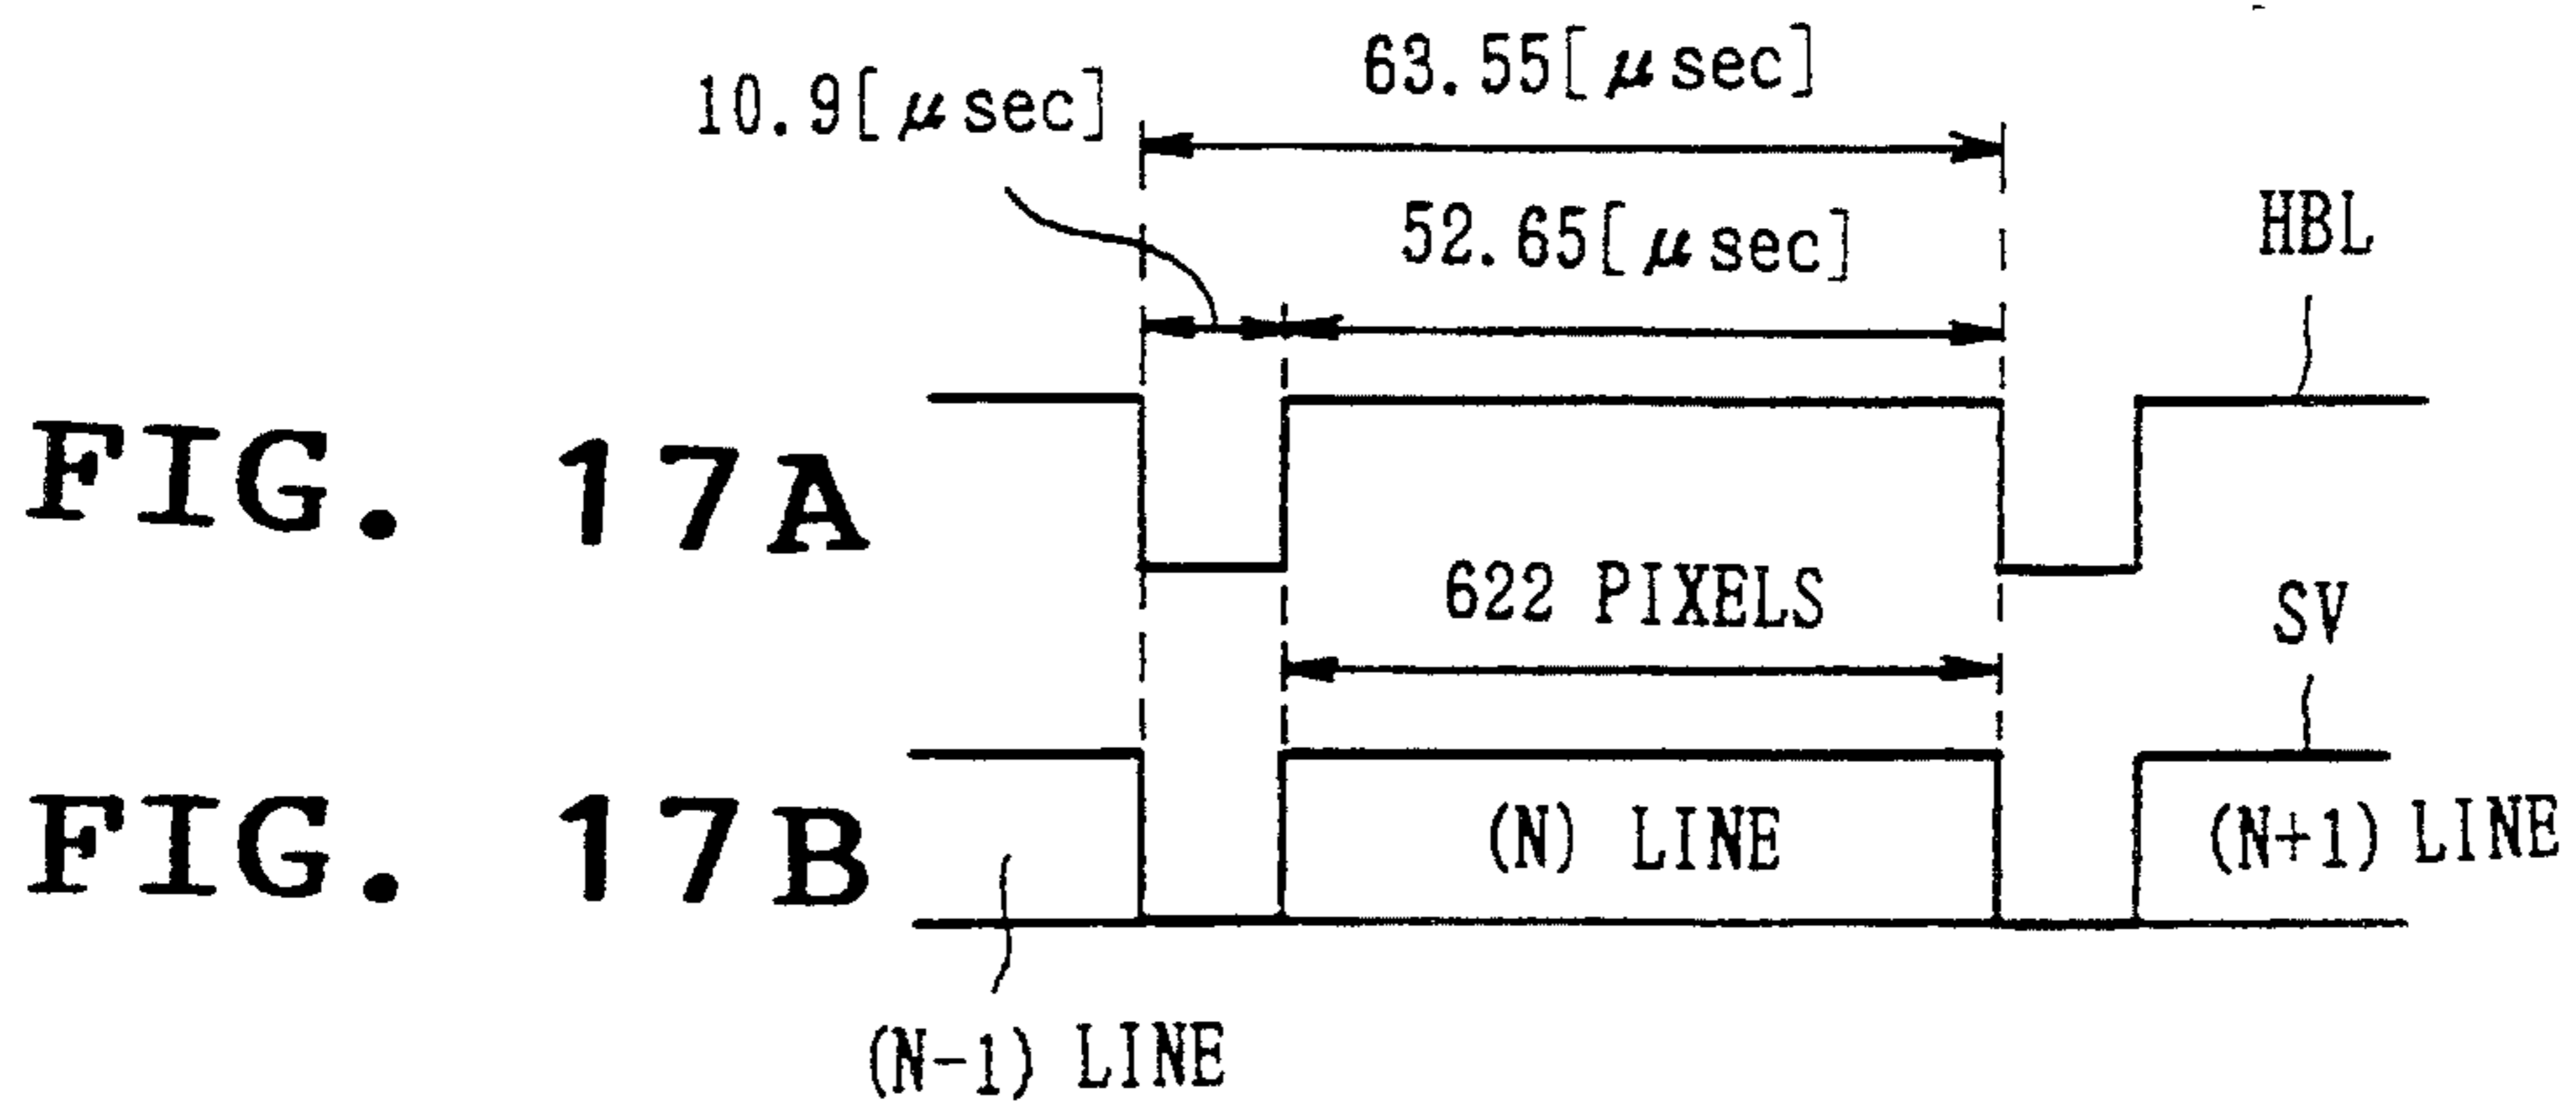 63.55[μsec]
10.9[μsec]
52.65[μsec]
HBL
FIG. 17A
622 PIXELS
SV
FIG. 17B
(N) LINE
(N+1) LINE
(N-1) LINE